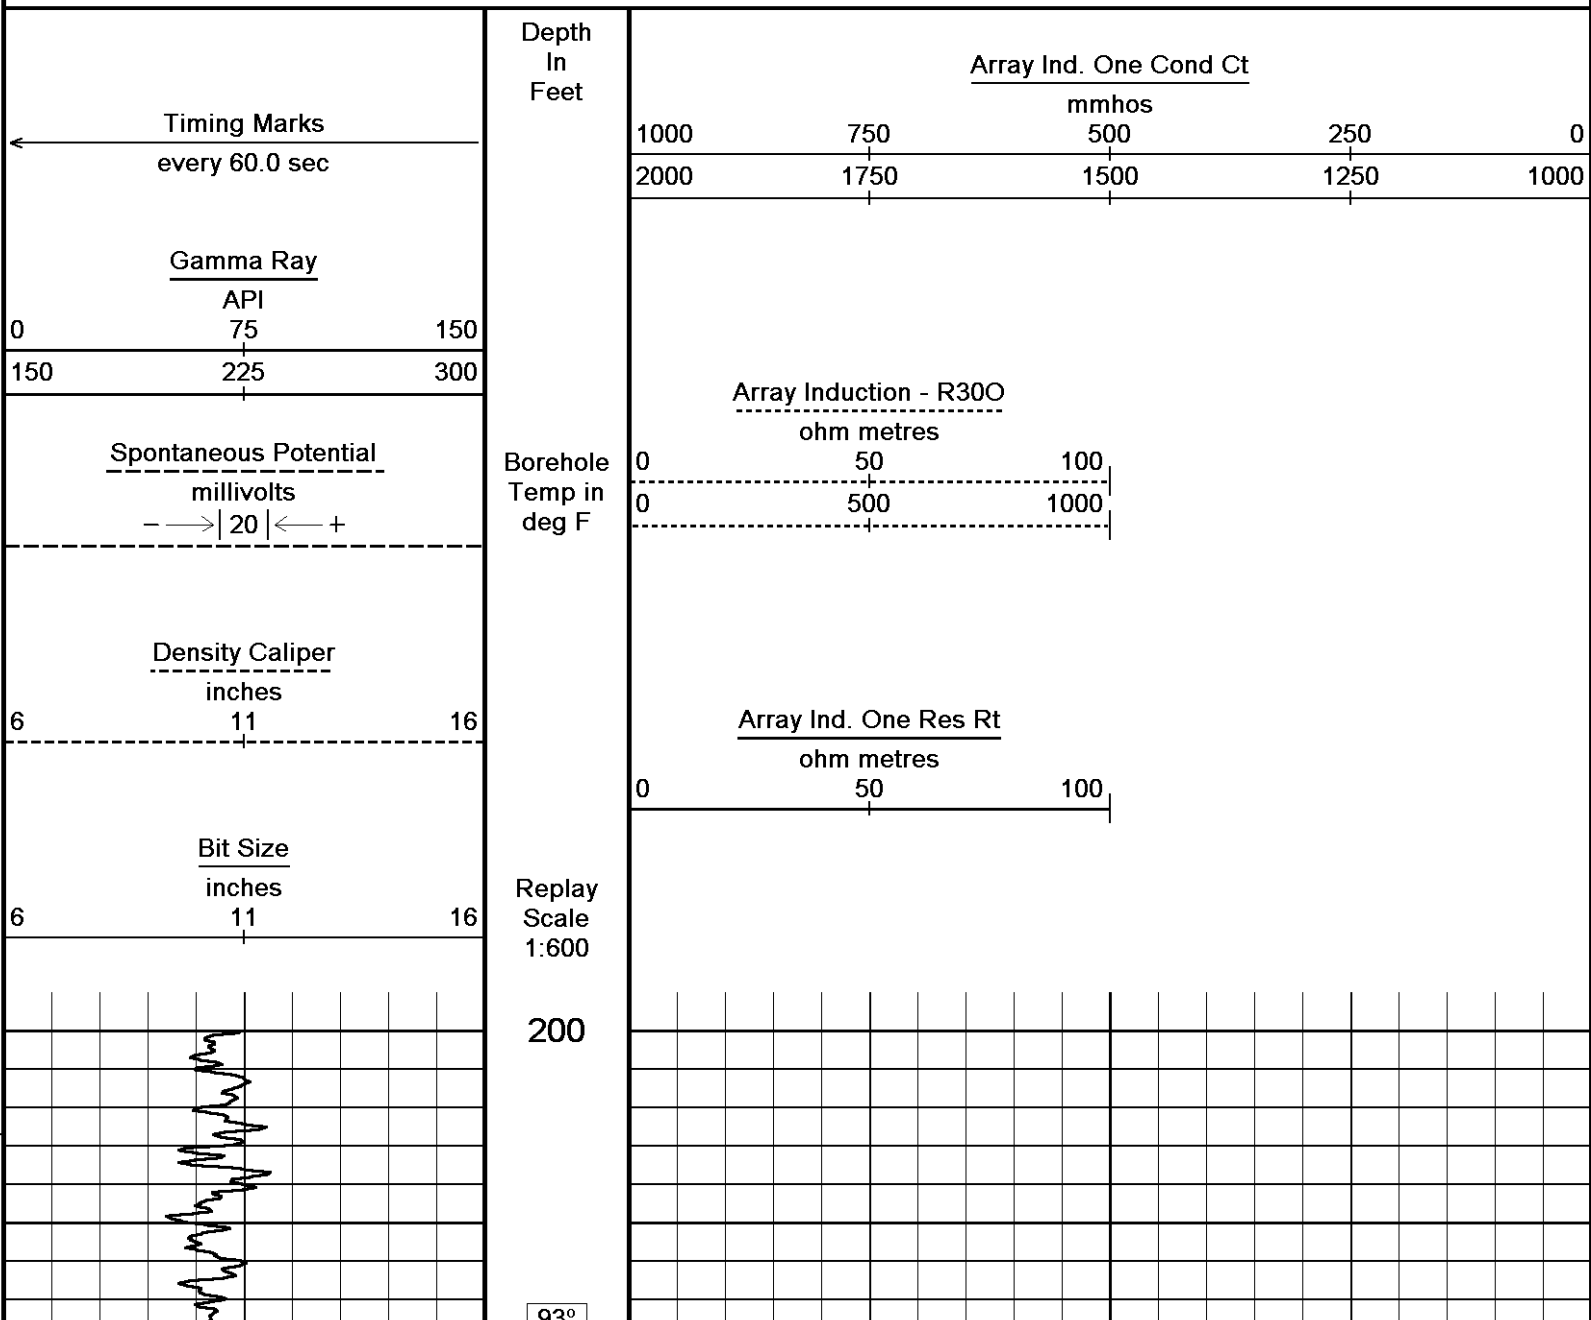 Timing Marks
every 60.0 sec
Gamma Ray
API
0 75 150
150 225 300
Spontaneous Potential
millivolts
− 20 +
Density Caliper
inches
6 11 16
Bit Size
inches
6 11 16
Depth
In
Feet
Borehole
Temp in
deg F
Replay
Scale
1:600
200
93º
Array Ind. One Cond Ct
mmhos
1000 750 500 250 0
2000 1750 1500 1250 1000
Array Induction - R30O
ohm metres
0 50 100
0 500 1000
Array Ind. One Res Rt
ohm metres
0 50 100